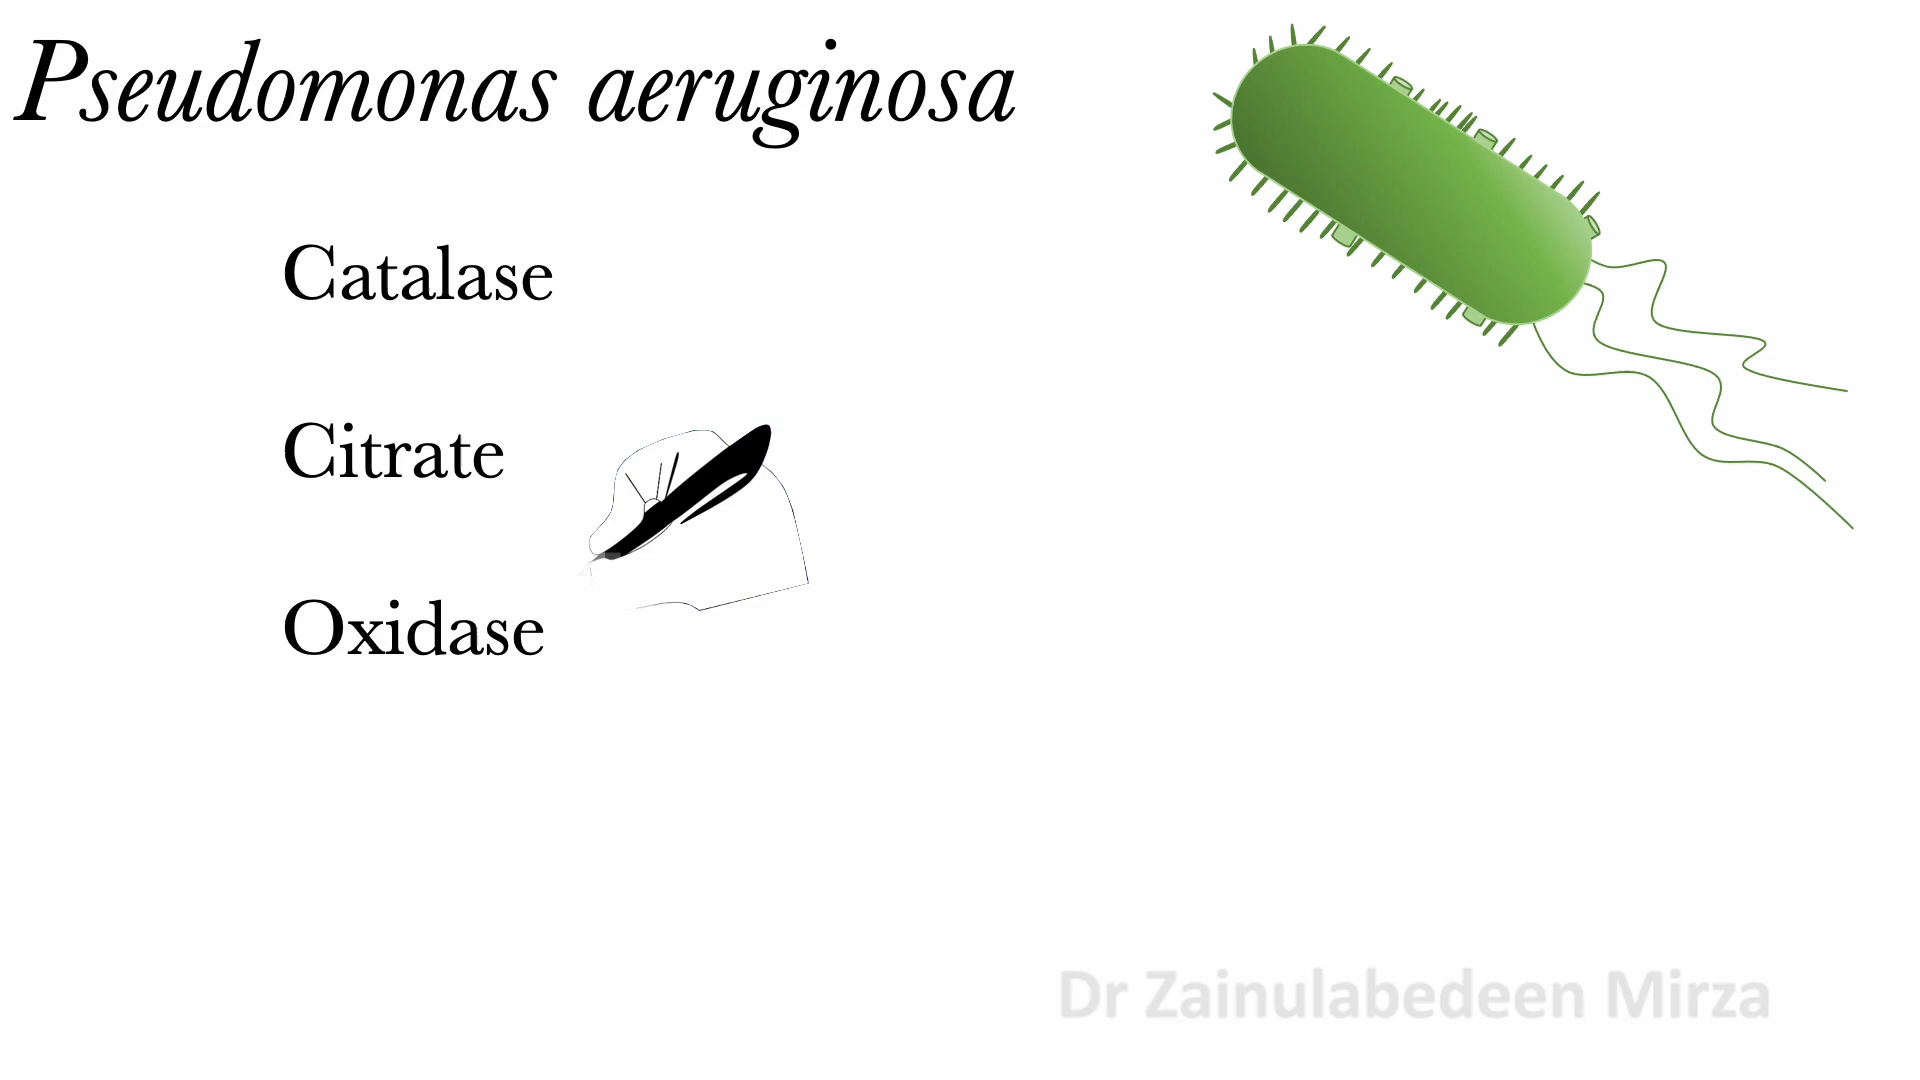 Pseudomonas aeruginosa
Catalase
Citrate
Oxidase
Dr Zainulabedeen Mirza